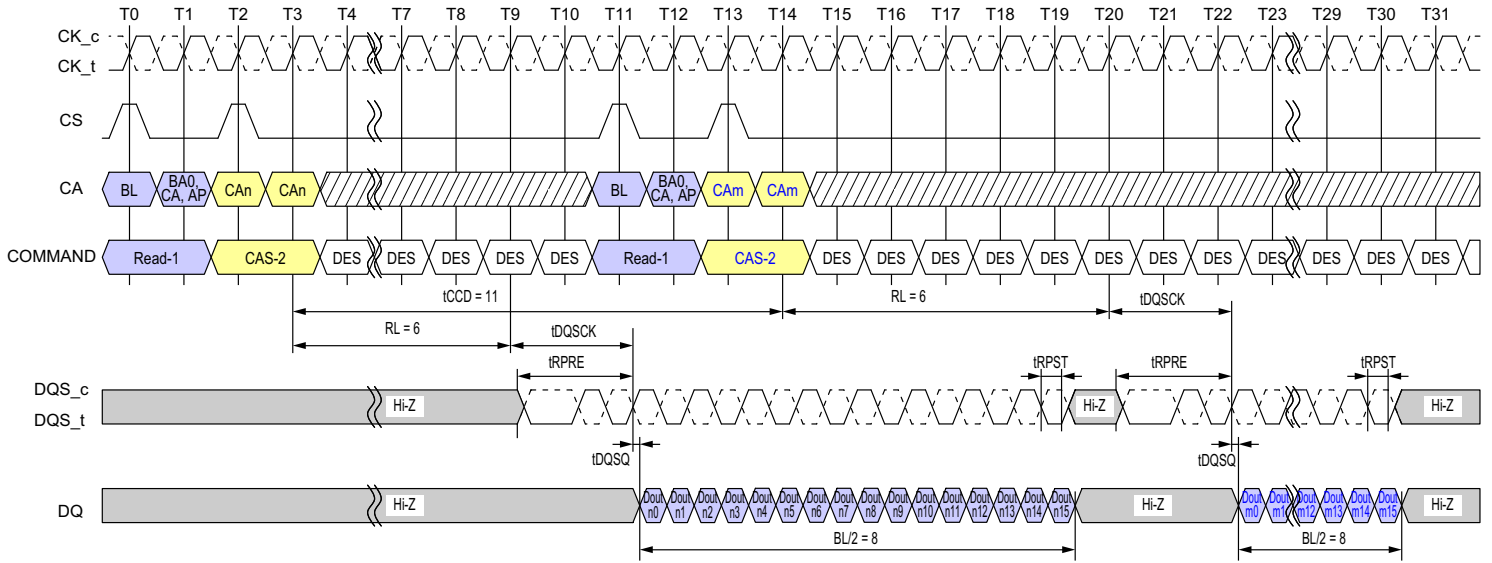 T0 T1 T2 T3 T4 T7 T8 T9 T10 T11 T12 T13 T14 T15 T16 T17 T18 T19 T20 T21 T22 T23 T29 T30 T31
CK_c
CK_t
CS
CA BL BA0, CA, AP CAn CAn BL BA0, CA, AP CAm CAm
COMMAND Read-1 CAS-2 DES DES DES DES DES Read-1 CAS-2 DES DES DES DES DES DES DES DES DES DES DES DES
tCCD = 11 RL = 6 tDQSCK
RL = 6 tDQSCK
tRPRE tRPST tRPRE tRPST
DQS_c
DQS_t
Hi-Z Hi-Z Hi-Z
tDQSQ tDQSQ
DQ Hi-Z Dout n0 Dout n1 Dout n2 Dout n3 Dout n4 Dout n5 Dout n6 Dout n7 Dout n8 Dout n9 Dout n10 Dout n11 Dout n12 Dout n13 Dout n14 Dout n15 Hi-Z Dout m0 Dout m1 Dout m12 Dout m13 Dout m14 Dout m15 Hi-Z
BL/2 = 8 BL/2 = 8